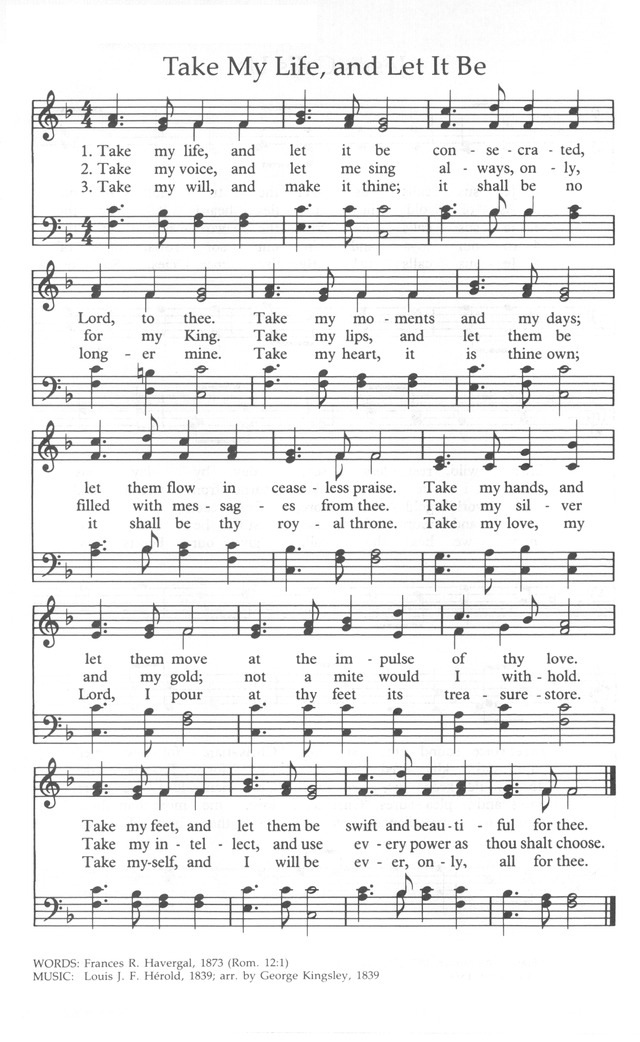 Take My Life, and Let It Be
1. Take my life, and let it be con - se - crated,
2. Take my voice, and let me sing al - ways, on - ly,
3. Take my will, and make it thine; it shall be no
Lord, to thee. Take my mo - ments and my days;
for my King. Take my lips, and let them be
long - er mine. Take my heart, it is thine own;
let them flow in cease - less praise. Take my hands, and
filled with mes - sag - es from thee. Take my sil - ver
it shall be thy roy - al throne. Take my love, my
let them move at the im - pulse of thy love.
and my gold; not a mite would I with - hold.
Lord, I pour at thy feet its trea - sure - store.
Take my feet, and let them be swift and beau - ti - ful for thee.
Take my in - tel - lect, and use ev - ery power as thou shalt choose.
Take my-self, and I will be ev - er, on - ly, all for thee.
WORDS: Frances R. Havergal, 1873 (Rom. 12:1)
MUSIC: Louis J. F. Hérold, 1839; arr. by George Kingsley, 1839